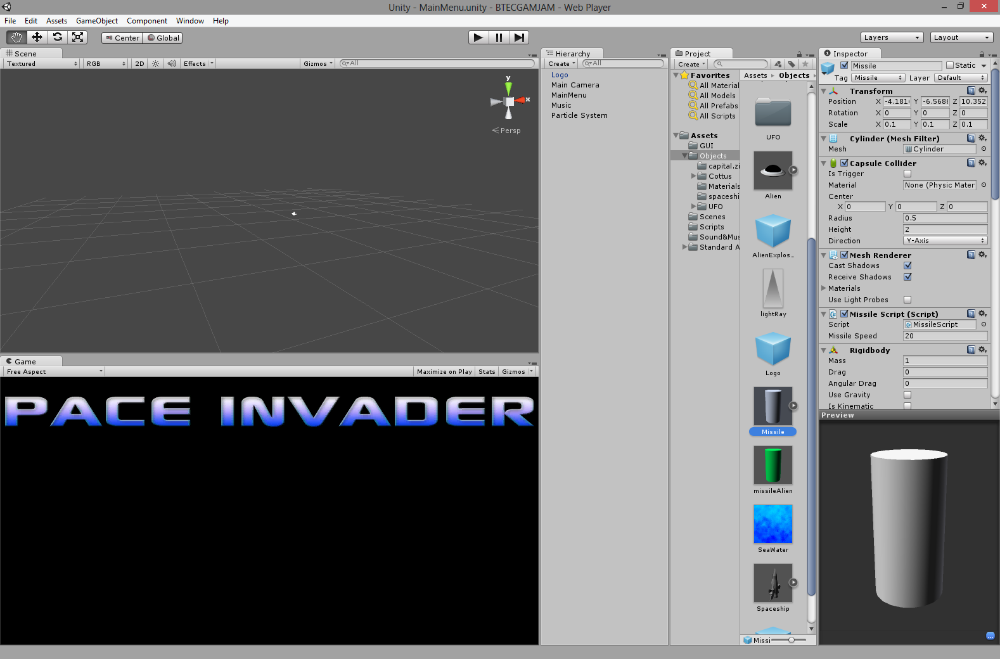 Unity - MainMenu.unity - BTECGAMJAM - Web Player
File Edit Assets GameObject Component Window Help
Center Global
Layers Layout
Scene
Textured RGB 2D Effects Gizmos All
Persp
y
x
Game
Free Aspect Maximize on Play Stats Gizmos
PACE INVADER
Hierarchy
Create All
Logo
Main Camera
MainMenu
Music
Particle System
Project
Create
Favorites
All Material
All Models
All Prefabs
All Scripts
Assets
GUI
Objects
capital.zi
Cottus
Materials
spaceshi
UFO
Scenes
Scripts
Sound&Mus
Standard A
Assets Objects
UFO
Alien
AlienExplos...
lightRay
Logo
Missile
missileAlien
SeaWater
Spaceship
Missi
Inspector
Missile Static
Tag Missile Layer Default
Transform
Position X -4.181 Y -6.568 Z 10.352
Rotation X 0 Y 0 Z 0
Scale X 0.1 Y 0.1 Z 0.1
Cylinder (Mesh Filter)
Mesh Cylinder
Capsule Collider
Is Trigger
Material None (Physic Mater
Center
X 0 Y 0 Z 0
Radius 0.5
Height 2
Direction Y-Axis
Mesh Renderer
Cast Shadows
Receive Shadows
Materials
Use Light Probes
Missile Script (Script)
Script MissileScript
Missile Speed 20
Rigidbody
Mass 1
Drag 0
Angular Drag 0
Use Gravity
Is Kinematic
Preview